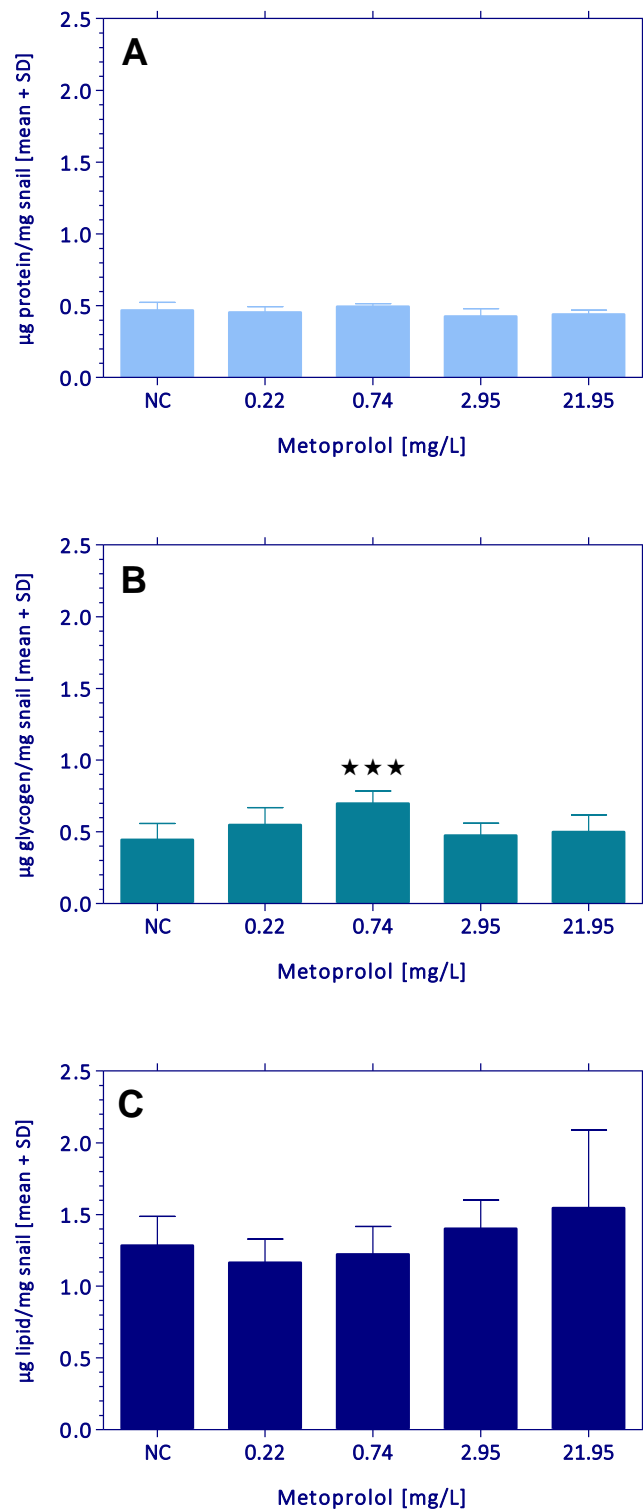 A
µg protein/mg snail [mean + SD]
2.5
2.0
1.5
1.0
0.5
0.0
NC 0.22 0.74 2.95 21.95
Metoprolol [mg/L]
B
µg glycogen/mg snail [mean + SD]
2.5
2.0
1.5
1.0
★★★
0.5
0.0
NC 0.22 0.74 2.95 21.95
Metoprolol [mg/L]
C
µg lipid/mg snail [mean + SD]
2.5
2.0
1.5
1.0
0.5
0.0
NC 0.22 0.74 2.95 21.95
Metoprolol [mg/L]